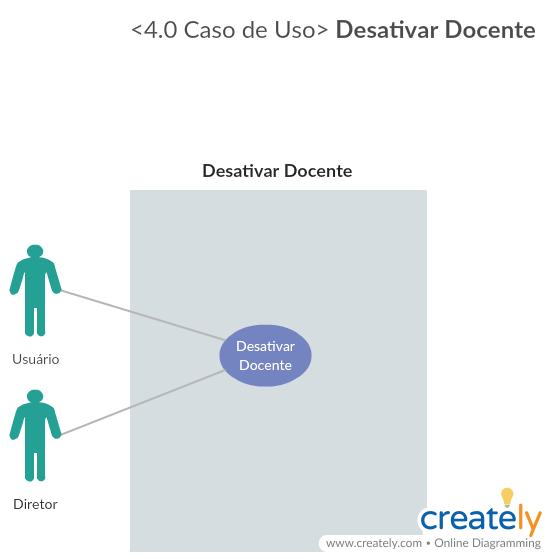 <4.0 Caso de Uso> Desativar Docente
Desativar Docente
Desativar
Docente
Usuário
Diretor
creately
www.creately.com • Online Diagramming